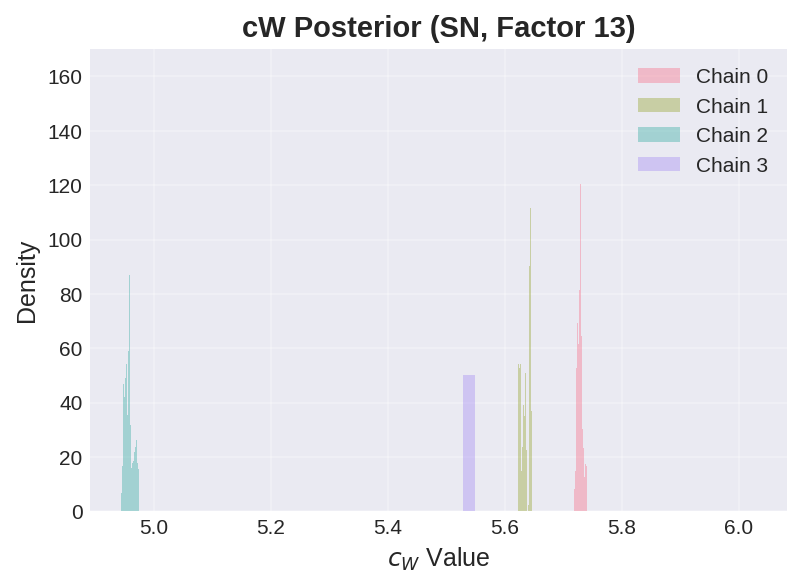 cW Posterior (SN, Factor 13)
Chain 0
Chain 1
Chain 2
Chain 3
Density
160
140
120
100
80
60
40
20
0
5.0 5.2 5.4 5.6 5.8 6.0
cW Value